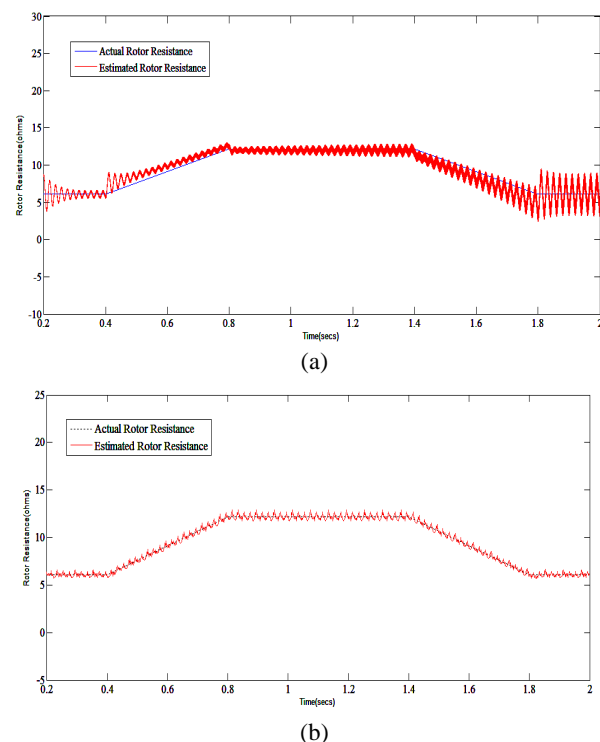 30
25
20
15
10
5
0
-5
-10
Rotor Resistance(ohms)
Actual Rotor Resistance
Estimated Rotor Resistance
0.2 0.4 0.6 0.8 1 1.2 1.4 1.6 1.8 2
Time(secs)
(a)
25
20
15
10
5
0
-5
Rotor Resistance(ohms)
Actual Rotor Resistance
Estimated Rotor Resistance
0.2 0.4 0.6 0.8 1 1.2 1.4 1.6 1.8 2
Time(secs)
(b)